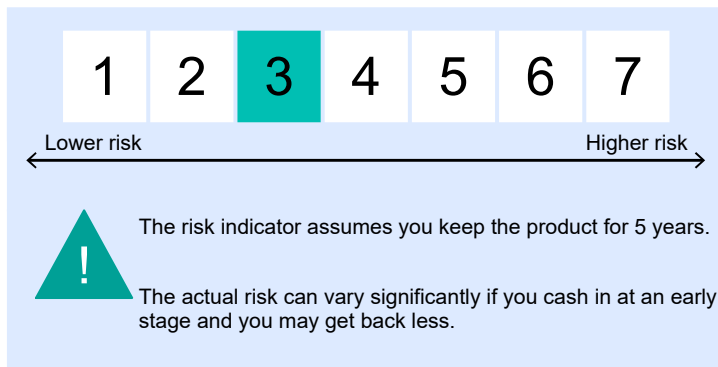 1 2 3 4 5 6 7
Lower risk Higher risk
!
The risk indicator assumes you keep the product for 5 years.
The actual risk can vary significantly if you cash in at an early
stage and you may get back less.